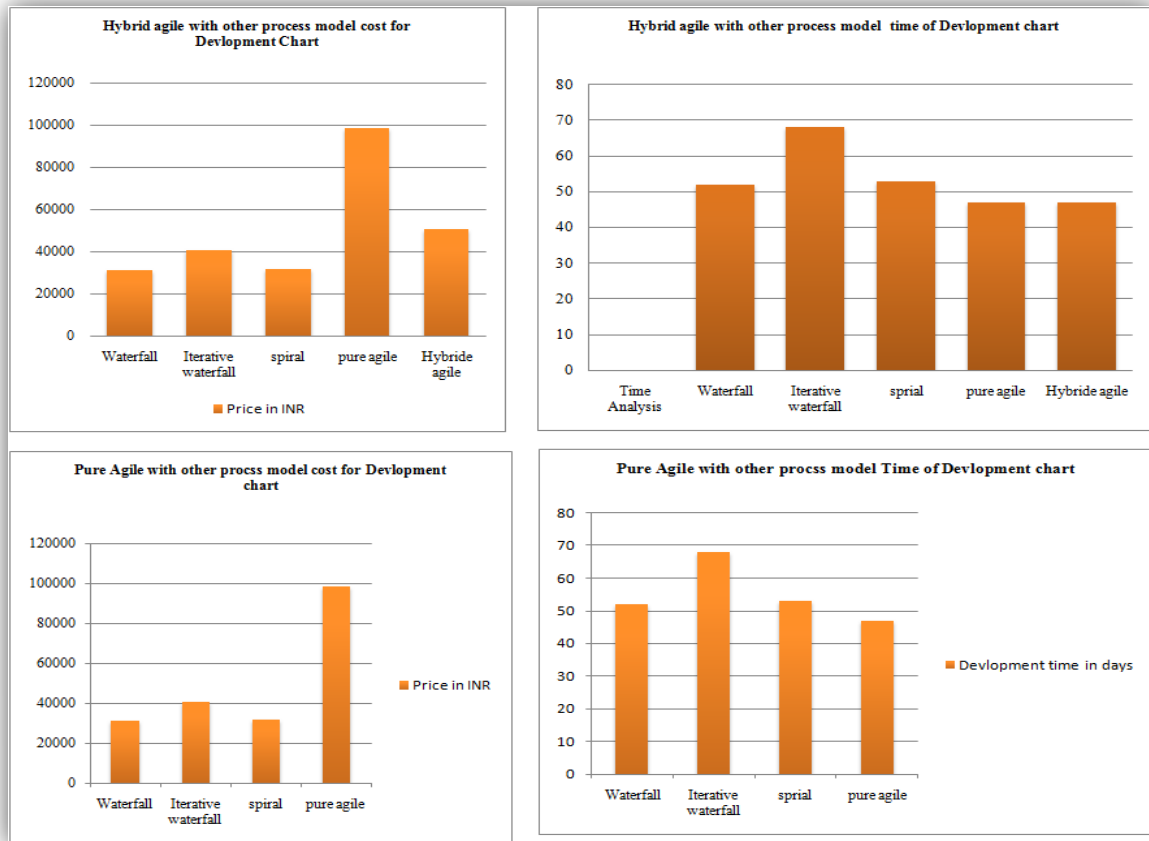 Hybrid agile with other process model cost for
Devlopment Chart
120000
100000
80000
60000
40000
20000
0
Waterfall Iterative spiral pure agile Hybride
waterfall agile
Price in INR
Hybrid agile with other process model time of Devlopment chart
80
70
60
50
40
30
20
10
0
Time Waterfall Iterative sprial pure agile Hybride agile
Analysis waterfall
Pure Agile with other procss model cost for Devlopment
chart
120000
100000
80000
60000
40000
20000
0
Waterfall Iterative spiral pure agile
waterfall
Price in INR
Pure Agile with other procss model Time of Devlopment chart
80
70
60
50
40
30
20
10
0
Waterfall Iterative sprial pure agile
waterfall
Devlopment time in days